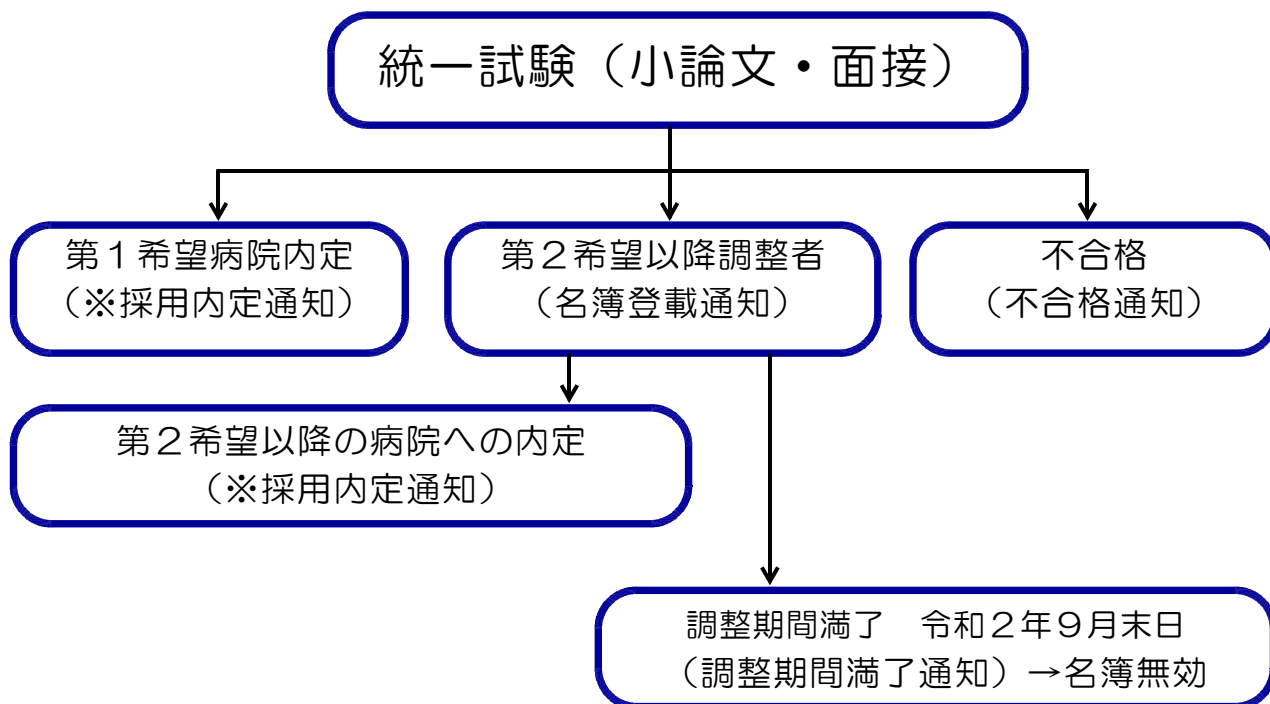 統一試験（小論文・面接）
第１希望病院内定
（※採用内定通知）
第２希望以降調整者
（名簿登載通知）
不合格
（不合格通知）
第２希望以降の病院への内定
（※採用内定通知）
調整期間満了　令和２年９月末日
（調整期間満了通知）→名簿無効